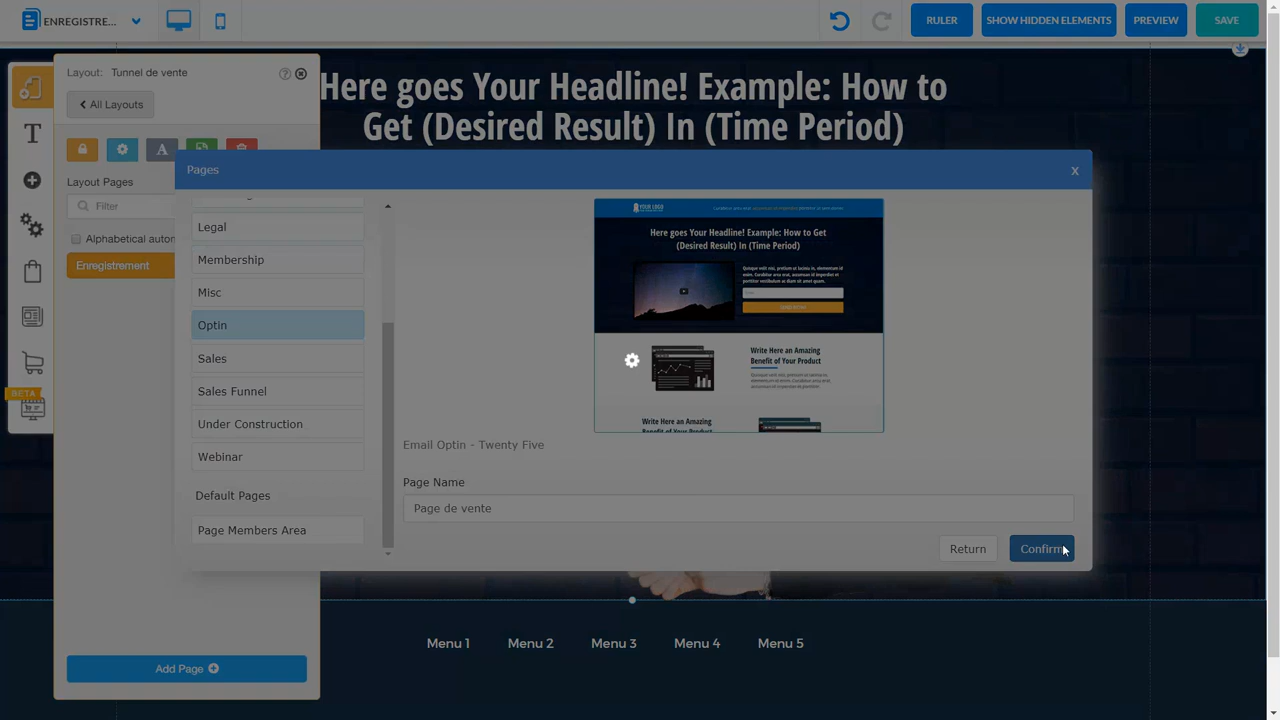 ENREGISTRE...
RULER
SHOW HIDDEN ELEMENTS
PREVIEW
SAVE
Layout: Tunnel de vente
?
All Layouts
Here goes Your Headline! Example: How to
Get (Desired Result) In (Time Period)
T
A
Pages
X
Layout Pages
Filter
Alphabetical autom
Enregistrement
BETA
Legal
Membership
Misc
Optin
Sales
Sales Funnel
Under Construction
Webinar
Default Pages
Page Members Area
YOUR LOGO
Here goes Your Headline! Example: How to Get
(Desired Result) In (Time Period)
Write Here an Amazing
Benefit of Your Product
Write Here an Amazing
Benefit of Your Product
Email Optin - Twenty Five
Page Name
Page de vente
Return
Confirm
Menu 1
Menu 2
Menu 3
Menu 4
Menu 5
Add Page